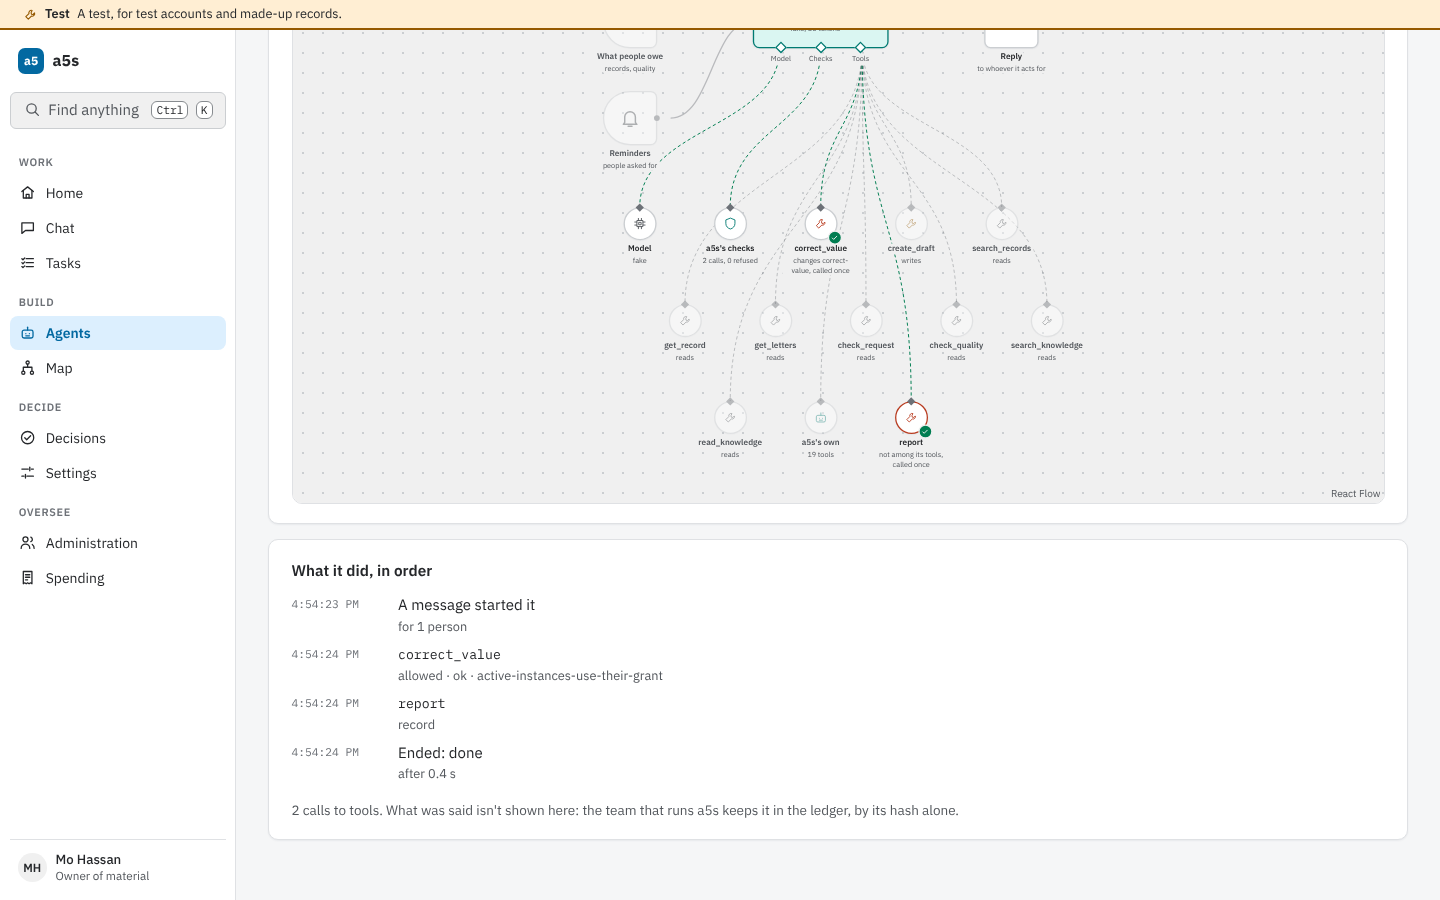 Test A test, for test accounts and made-up records.
a5 a5s
Find anything Ctrl K
WORK
Home
Chat
Tasks
BUILD
Agents
Map
DECIDE
Decisions
Settings
OVERSEE
Administration
Spending
MH Mo Hassan
Owner of material
What people owe
records, quality
Model Checks Tools
Reply
to whoever it acts for
Reminders
people asked for
Model
fake
a5s's checks
2 calls, 0 refused
correct_value
changes correct-
value, called once
create_draft
writes
search_records
reads
get_record
reads
get_letters
reads
check_request
reads
check_quality
reads
search_knowledge
reads
read_knowledge
reads
a5s's own
19 tools
report
not among its tools,
called once
React Flow
What it did, in order
4:54:23 PM A message started it
for 1 person
4:54:24 PM correct_value
allowed · ok · active-instances-use-their-grant
4:54:24 PM report
record
4:54:24 PM Ended: done
after 0.4 s
2 calls to tools. What was said isn't shown here: the team that runs a5s keeps it in the ledger, by its hash alone.